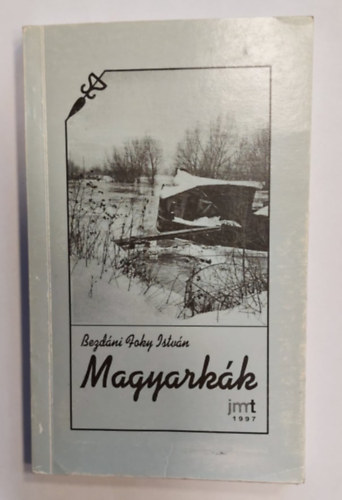 Bezdáni Foky István
Magyarkák
jmt
1997